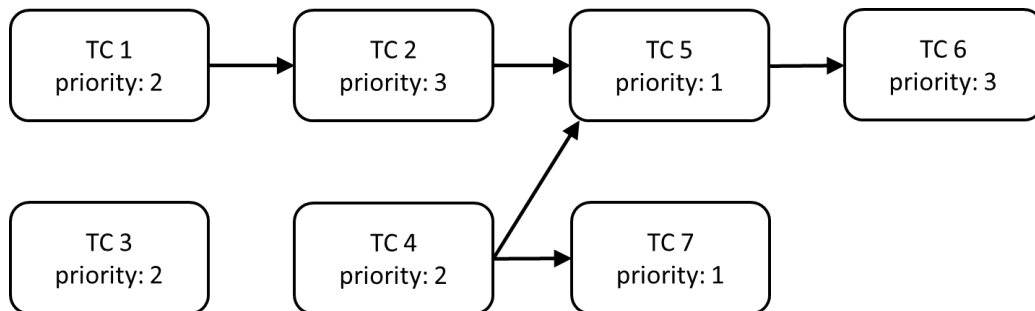 TC 1
priority: 2
TC 2
priority: 3
TC 5
priority: 1
TC 6
priority: 3
TC 3
priority: 2
TC 4
priority: 2
TC 7
priority: 1